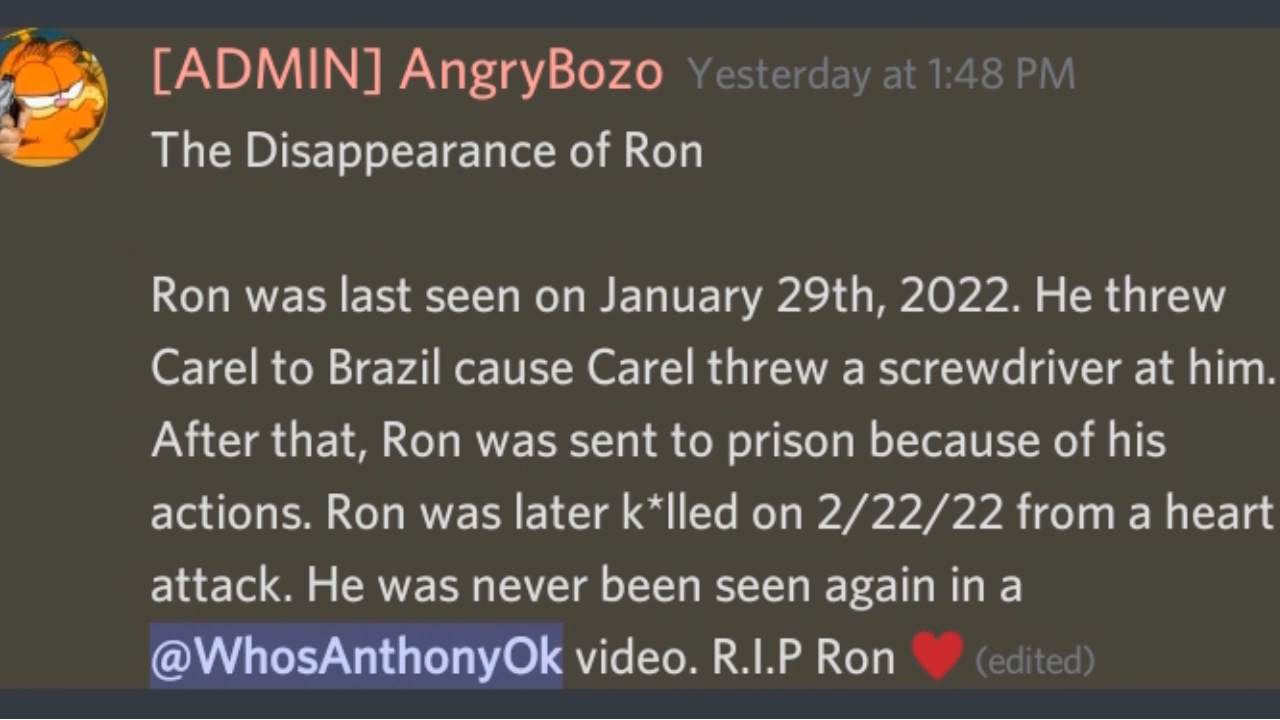 [ADMIN] AngryBozo Yesterday at 1:48 PM
The Disappearance of Ron
Ron was last seen on January 29th, 2022. He threw
Carel to Brazil cause Carel threw a screwdriver at him.
After that, Ron was sent to prison because of his
actions. Ron was later k*lled on 2/22/22 from a heart
attack. He was never been seen again in a
@WhosAnthonyOk video. R.I.P Ron ❤️ (edited)